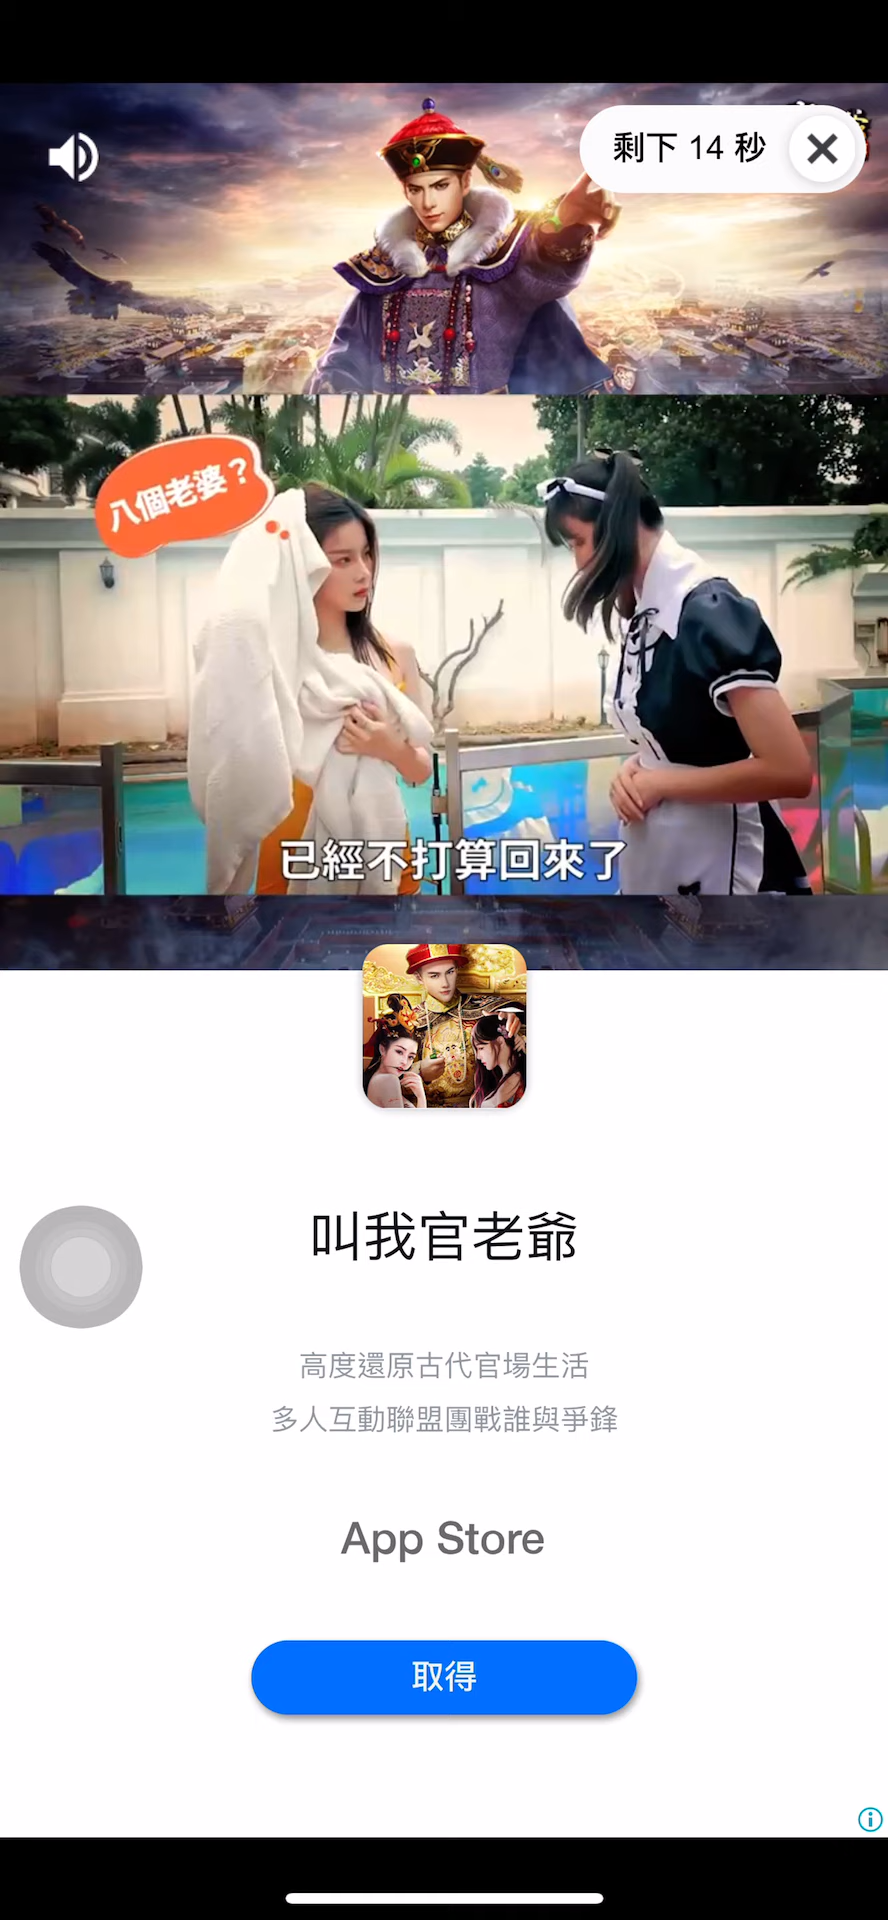 剩下 14 秒
八個老婆？
已經不打算回來了
叫我官老爺
高度還原古代官場生活
多人互動聯盟團戰誰與爭鋒
App Store
取得